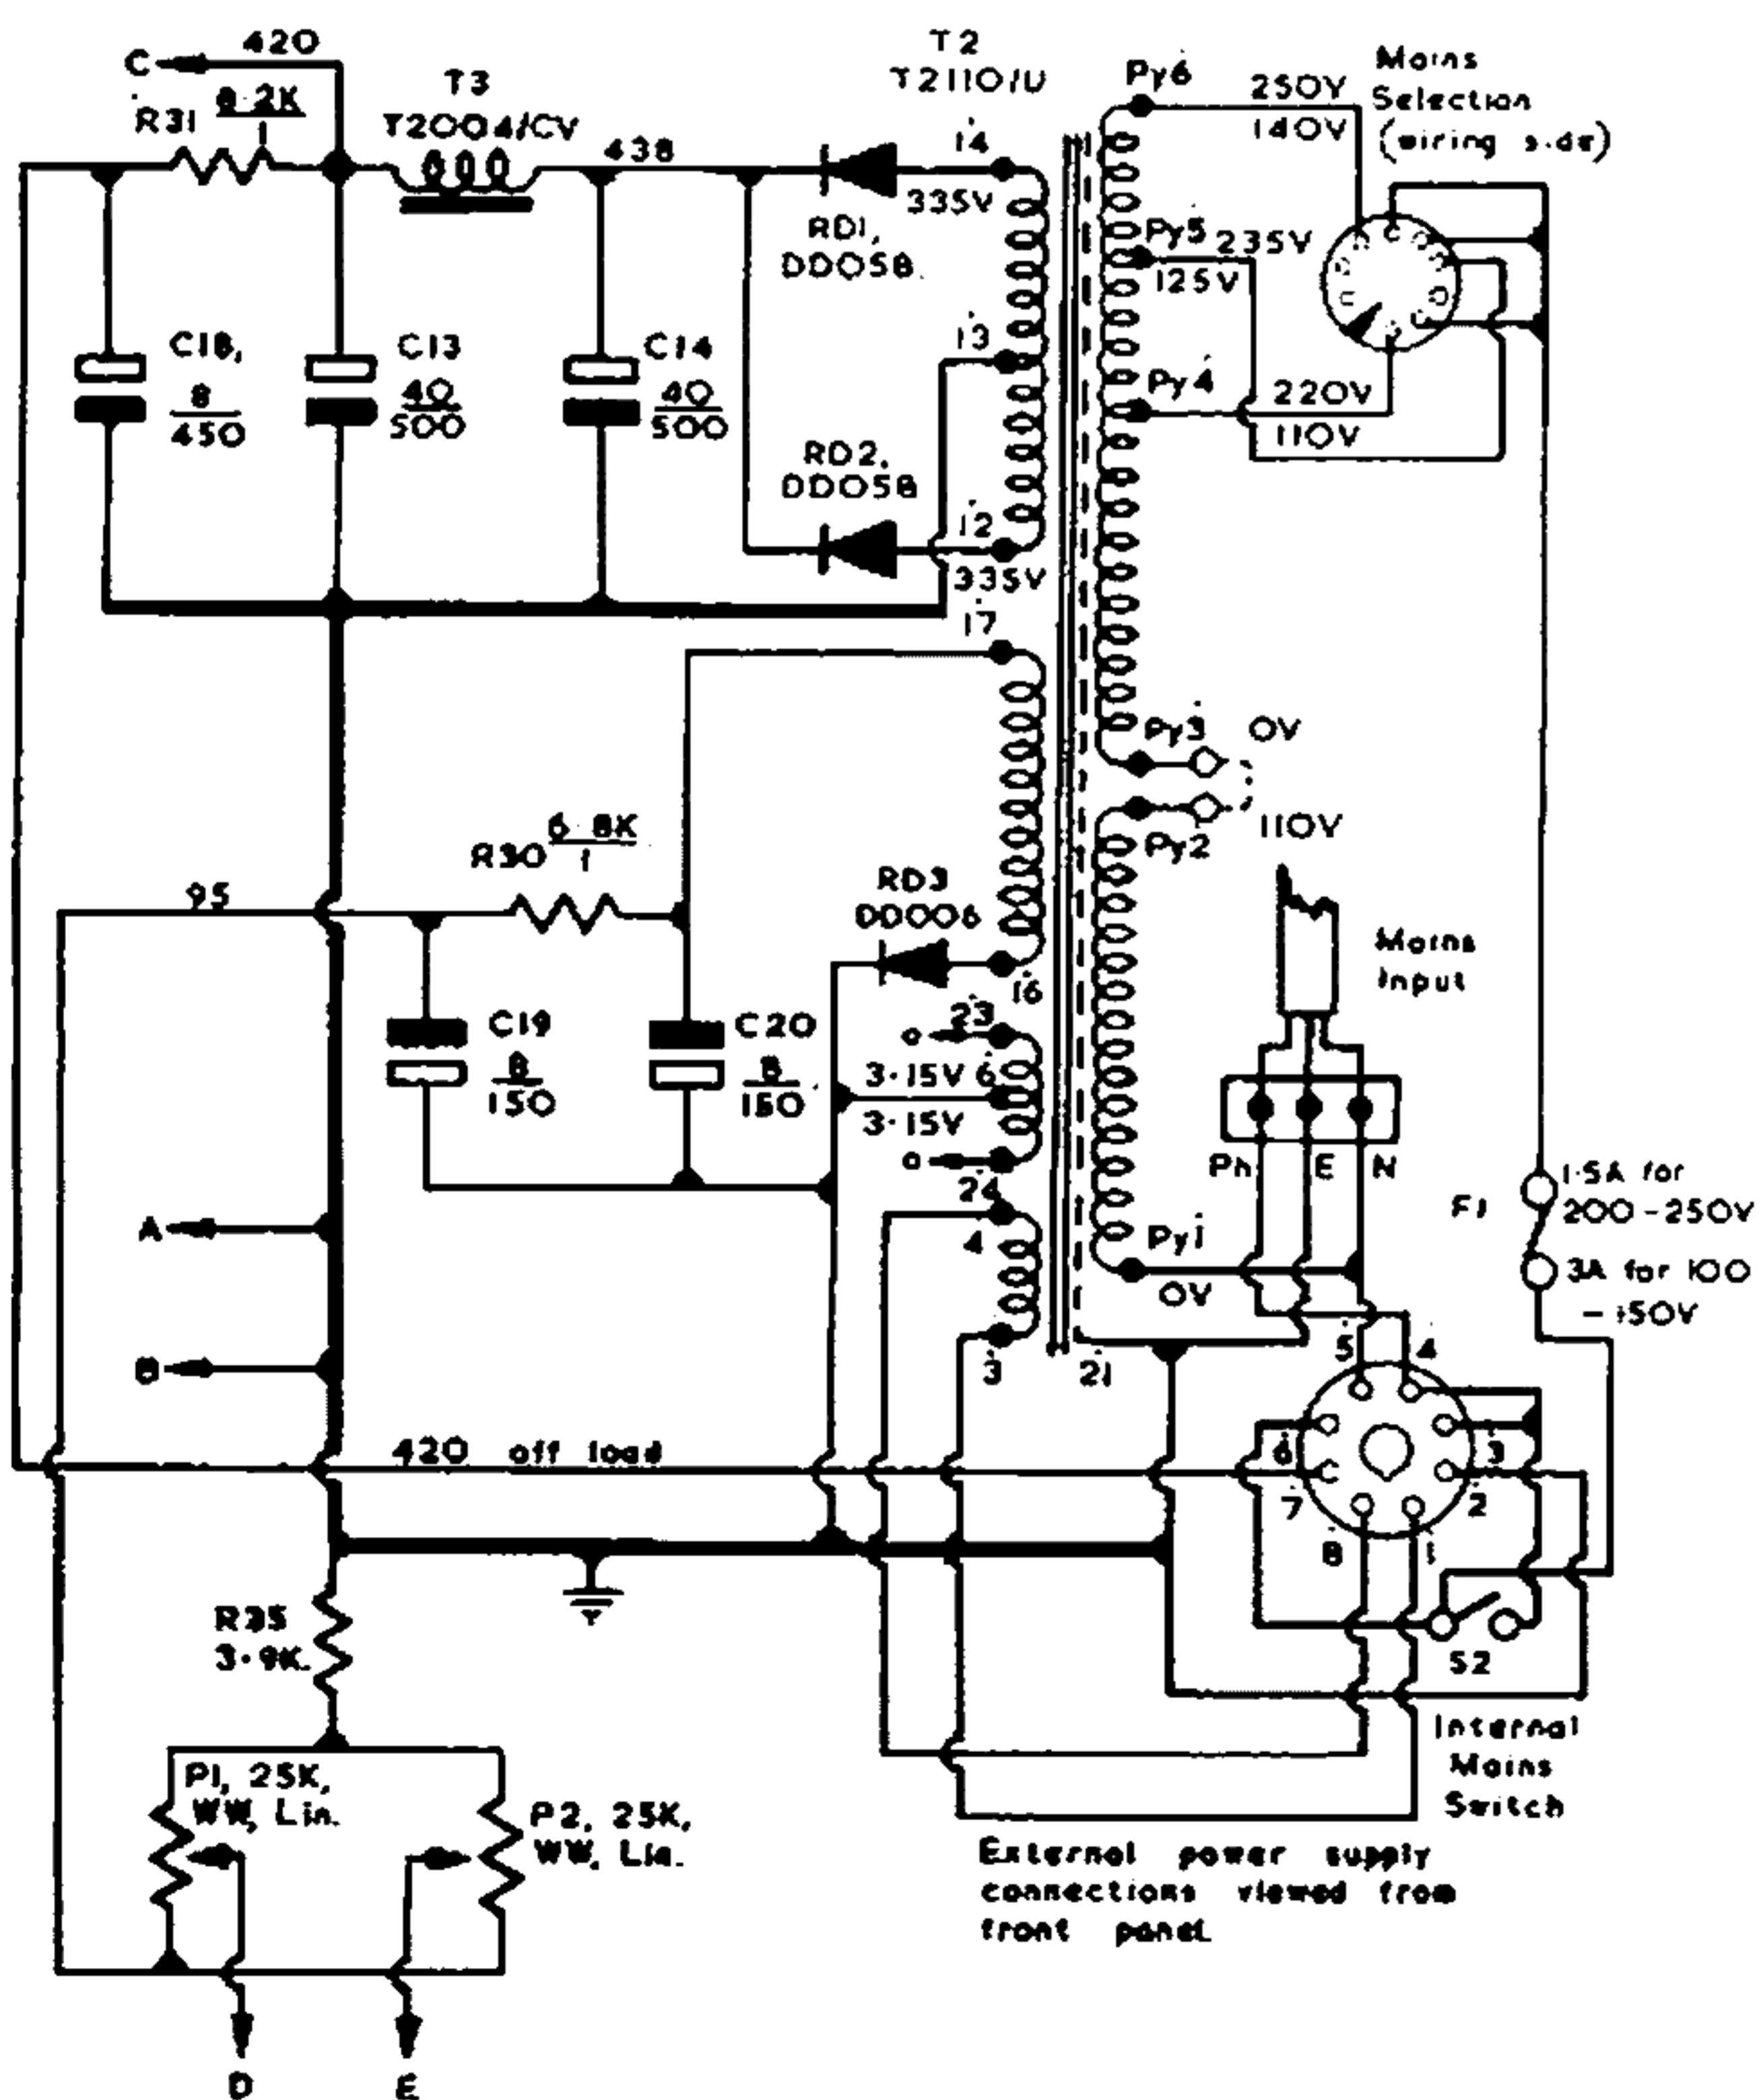 C
420
R31
8.2K
1
T3
T2004/CV
438
T2
T2110/U
14
335V
RD1,
DD058
13
RD2,
DD058
12
335V
Py6
250V
140V
Mains
Selection
(wiring side)
Py5
235V
125V
Py4
220V
110V
C18,
8
450
C13
40
500
C14
40
500
17
Py3
0V
Py2
110V
R30
6.8K
1
95
RD3
DD006
16
Mains
Input
C19
8
150
C20
8
150
23
3.15V
6
3.15V
24
Ph
E
N
F1
1.5A for
200-250V
3A for 100
-150V
A
4
Py1
0V
B
3
21
5
4
6
3
7
2
8
1
420 off load
S2
Internal
Mains
Switch
R35
3.9K.
P1, 25K,
WW, Lin.
P2, 25K,
WW, Lin.
External power supply
connections viewed from
front panel
D
E